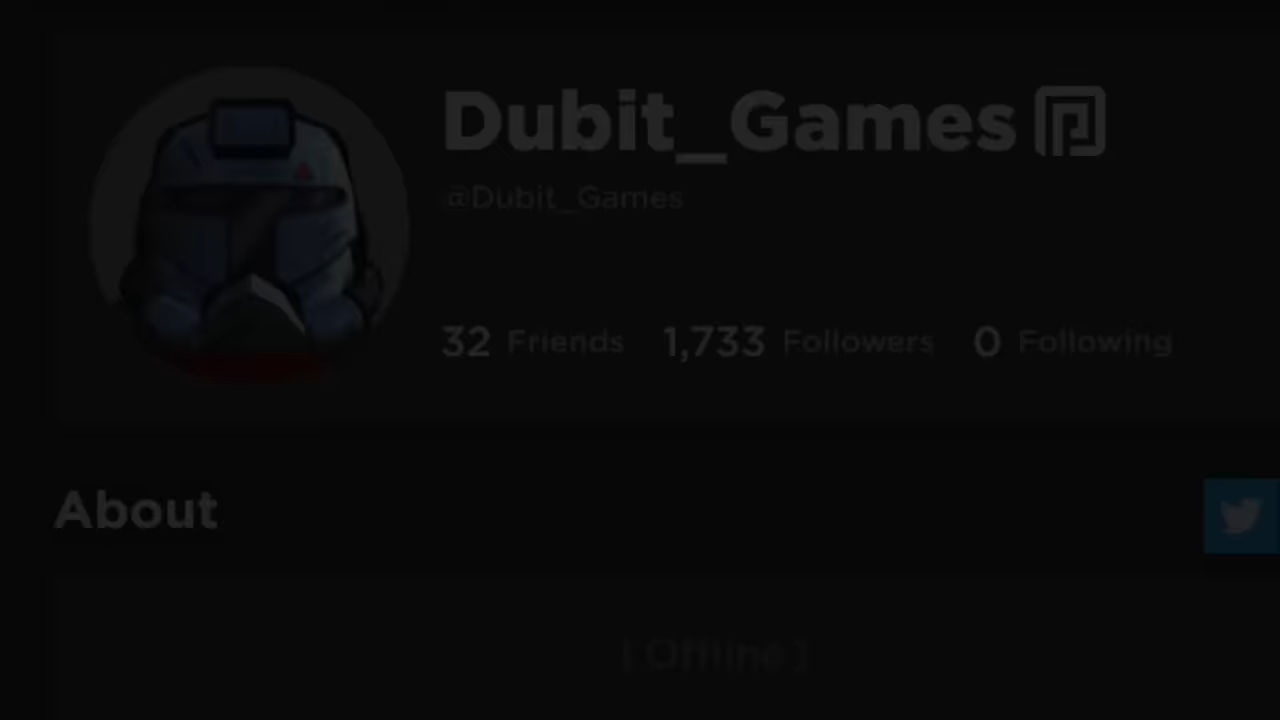 Dubit_Games
@Dubit_Games
32 Friends 1,733 Followers 0 Following
About
[ Offline ]